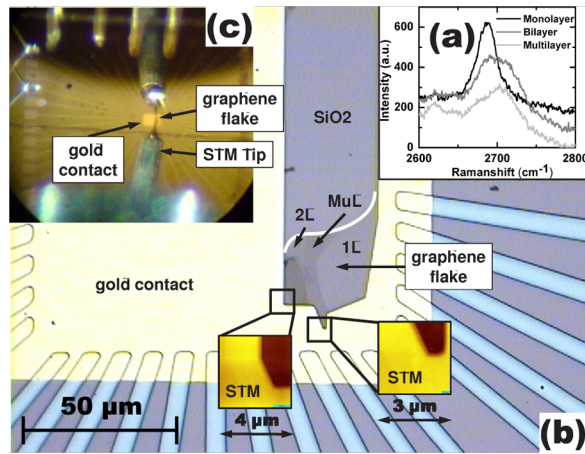 (c)
graphene
flake
gold
contact
STM Tip
(a)
Monolayer
Bilayer
Multilayer
Intensity (a.u.)
600
400
200
0
2600
2700
2800
Ramanshift (cm-1)
SiO2
2L
MuL
1L
graphene
flake
gold contact
STM
4 μm
STM
3 μm
50 μm
(b)